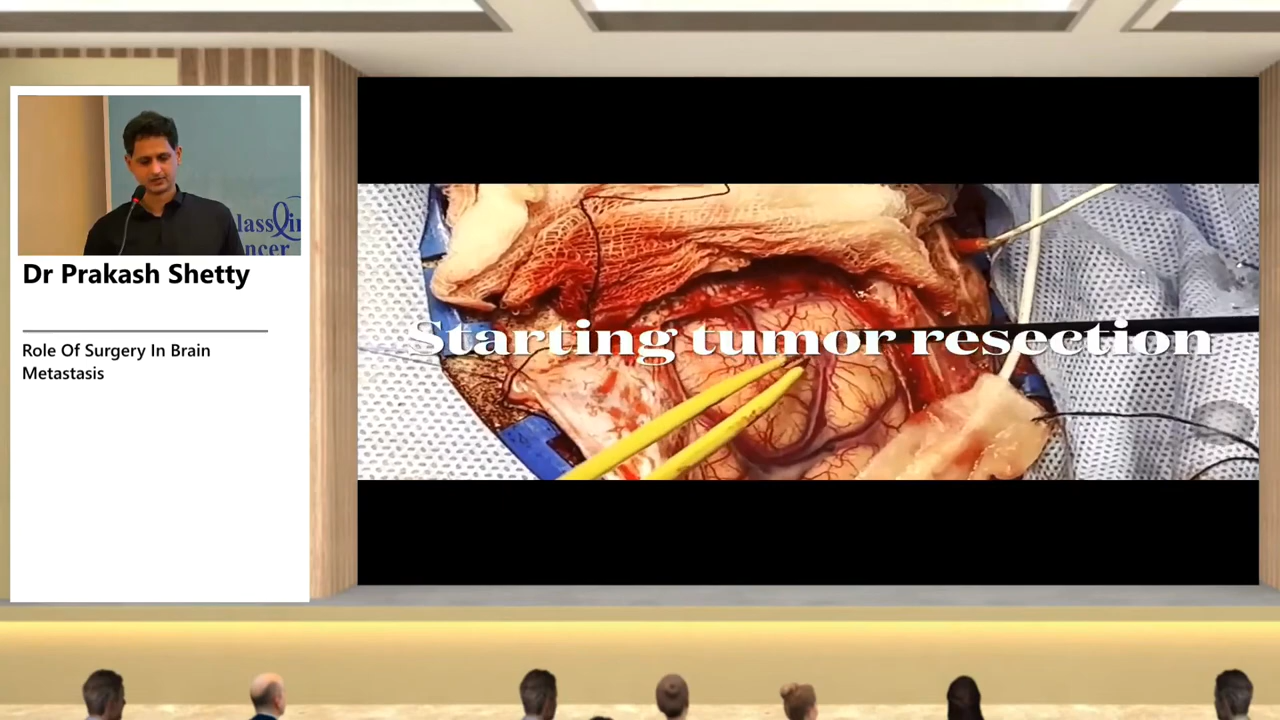 Dr Prakash Shetty
Role Of Surgery In Brain
Metastasis
Starting tumor resection